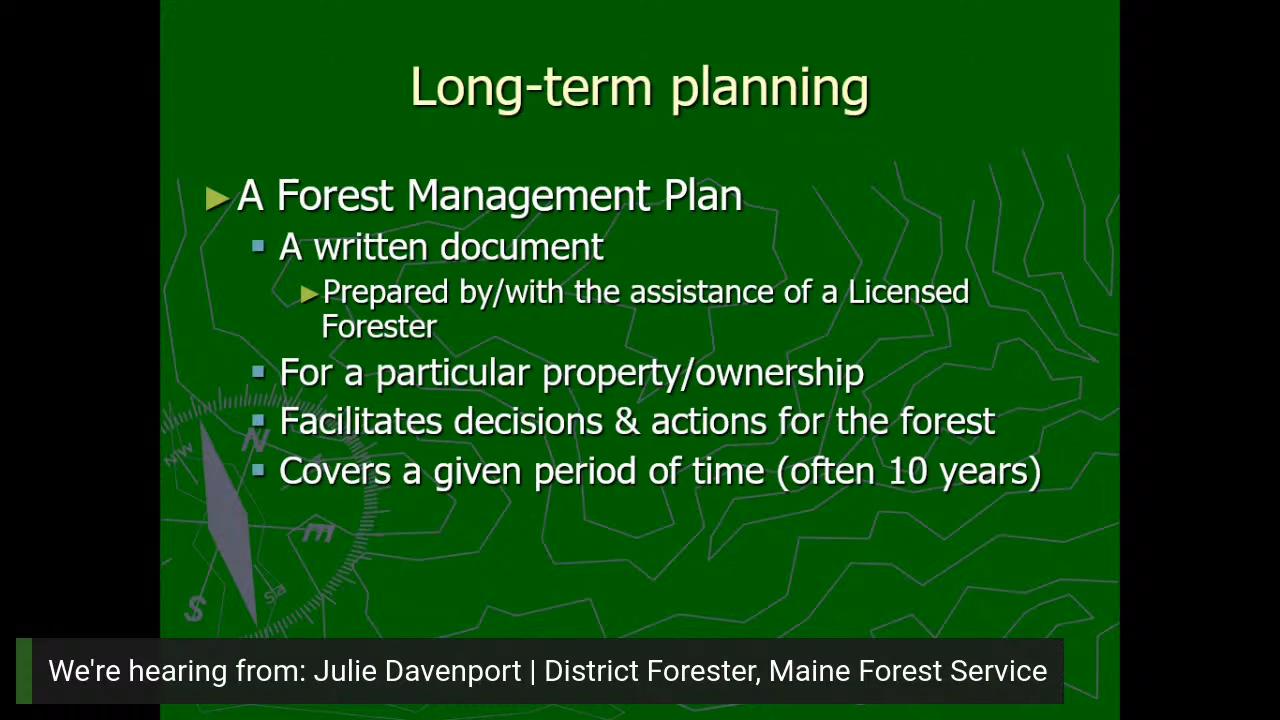 Long-term planning
►A Forest Management Plan
▪ A written document
►Prepared by/with the assistance of a Licensed
Forester
▪ For a particular property/ownership
▪ Facilitates decisions & actions for the forest
▪ Covers a given period of time (often 10 years)
NW
N
m
S
We're hearing from: Julie Davenport | District Forester, Maine Forest Service